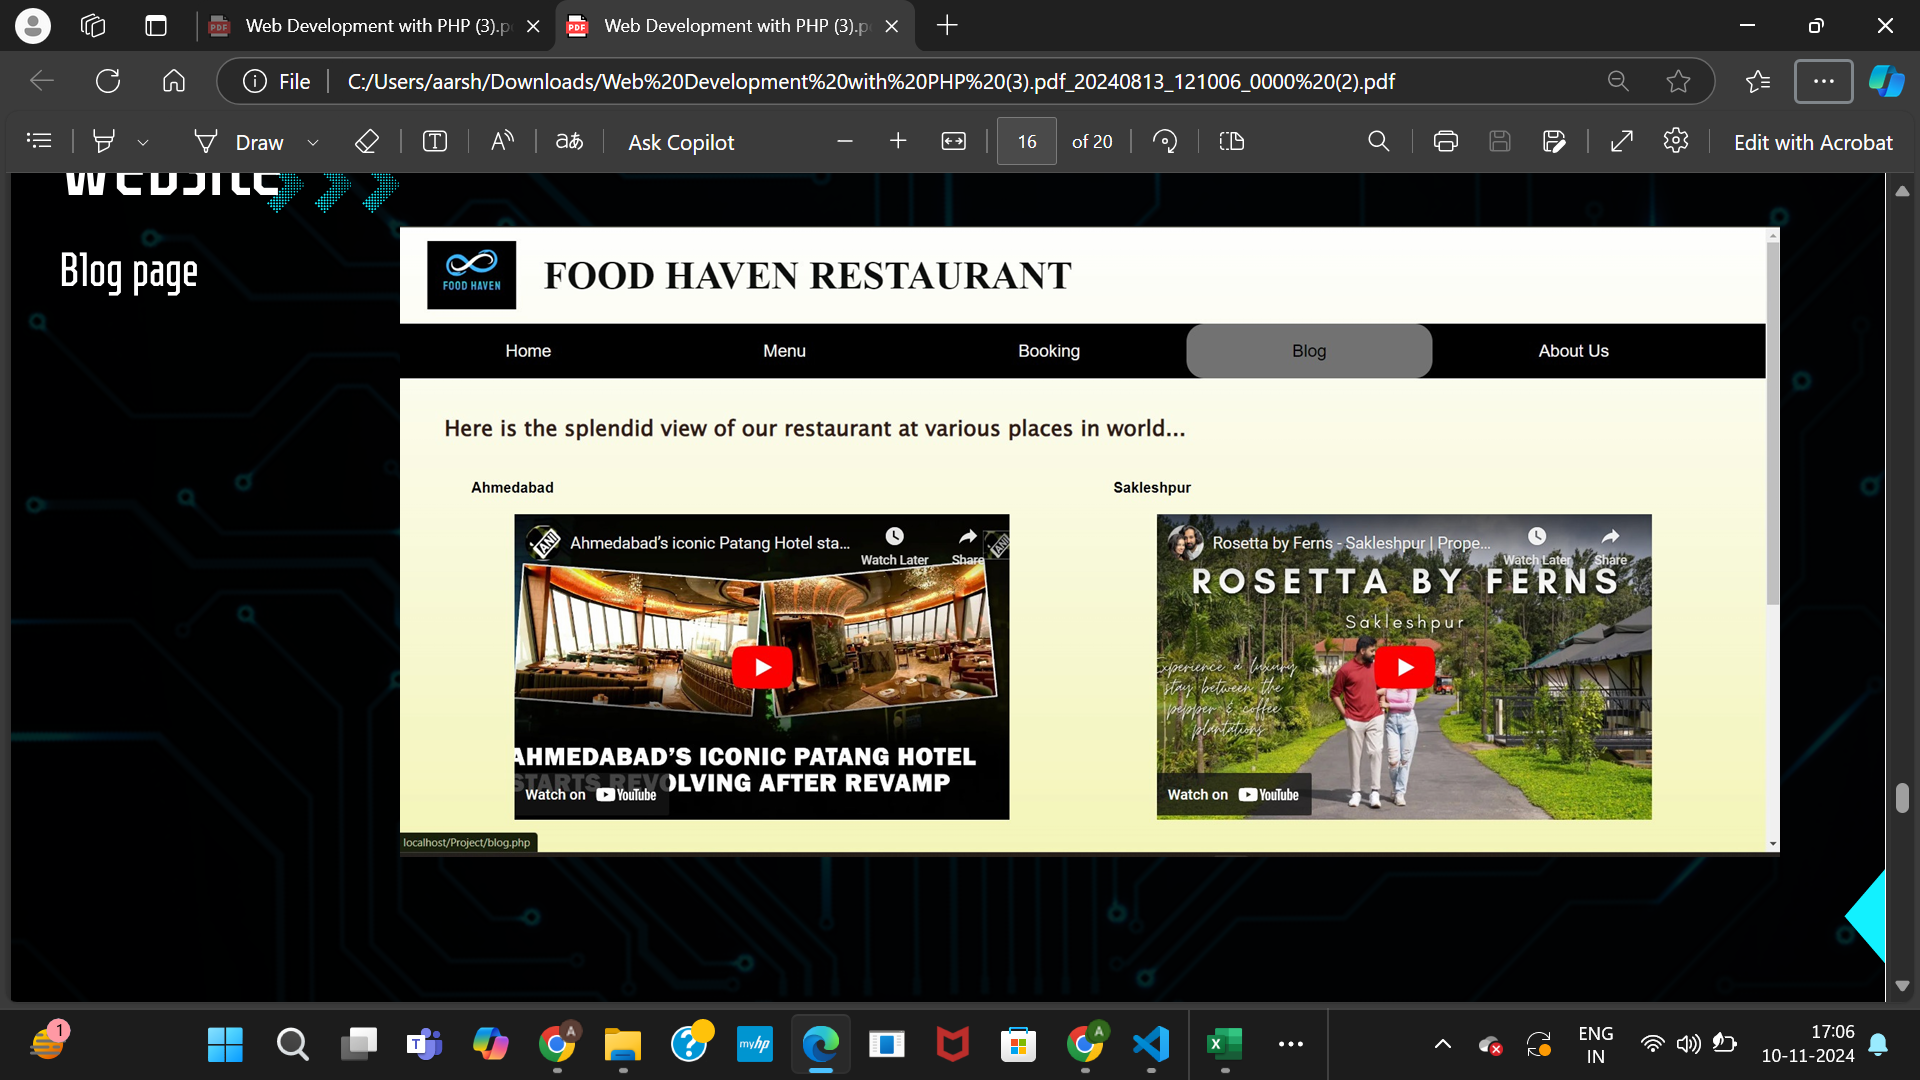 Web Development with PHP (3).p
Web Development with PHP (3).p
File
C:/Users/aarsh/Downloads/Web%20Development%20with%20PHP%20(3).pdf_20240813_121006_0000%20(2).pdf
Draw
aあ
Ask Copilot
16 of 20
Edit with Acrobat
Website
Blog page
FOOD HAVEN
FOOD HAVEN RESTAURANT
Home Menu Booking Blog About Us
Here is the splendid view of our restaurant at various places in world...
Ahmedabad
Sakleshpur
ANI
Ahmedabad's iconic Patang Hotel sta...
Watch Later Share
AHMEDABAD'S ICONIC PATANG HOTEL
STARTS REVOLVING AFTER REVAMP
Watch on YouTube
Rosetta by Ferns - Sakleshpur | Prope...
Watch Later Share
ROSETTA BY FERNS
Sakleshpur
experience a luxury
stay between the
pepper & coffee
plantations
Watch on YouTube
localhost/Project/blog.php
1
T
A
?
myhp
A
X
ENG
IN
17:06
10-11-2024